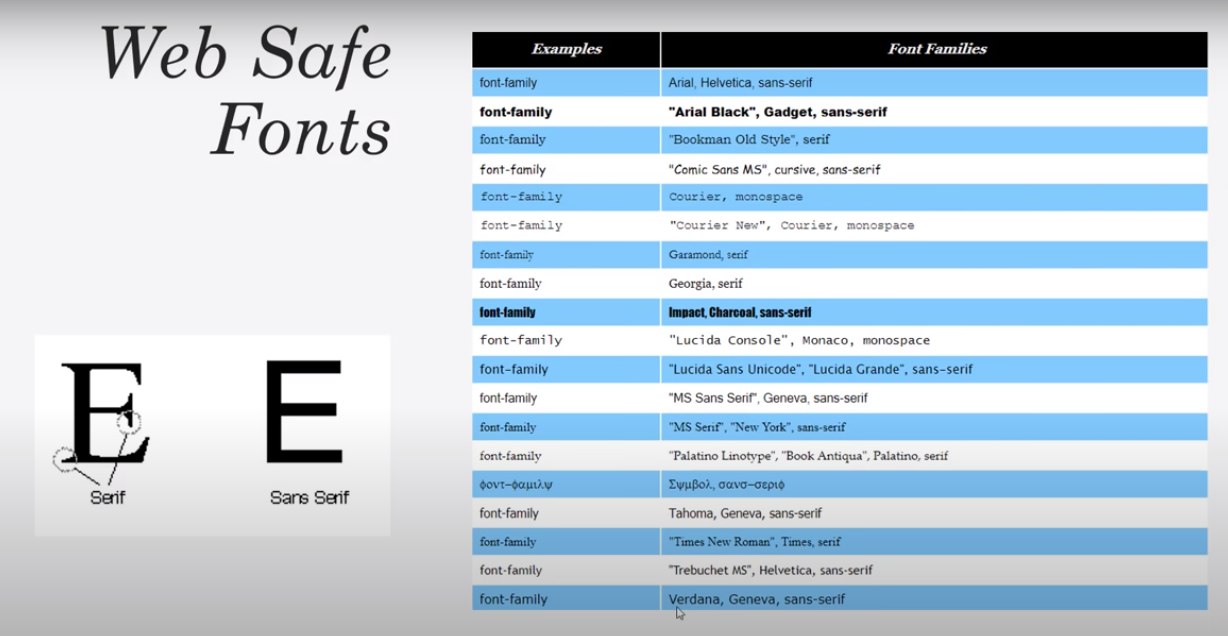 Web Safe
Fonts
Examples Font Families
font-family Arial, Helvetica, sans-serif
font-family "Arial Black", Gadget, sans-serif
font-family "Bookman Old Style", serif
font-family "Comic Sans MS", cursive, sans-serif
font-family Courier, monospace
font-family "Courier New", Courier, monospace
font-family Garamond, serif
font-family Georgia, serif
font-family Impact, Charcoal, sans-serif
font-family "Lucida Console", Monaco, monospace
font-family "Lucida Sans Unicode", "Lucida Grande", sans-serif
font-family "MS Sans Serif", Geneva, sans-serif
font-family "MS Serif", "New York", sans-serif
font-family "Palatino Linotype", "Book Antiqua", Palatino, serif
φοντ−φαμιλψ Σψμβολ, σανσ−σεριφ
font-family Tahoma, Geneva, sans-serif
font-family "Times New Roman", Times, serif
font-family "Trebuchet MS", Helvetica, sans-serif
font-family Verdana, Geneva, sans-serif
E E
Serif Sans Serif